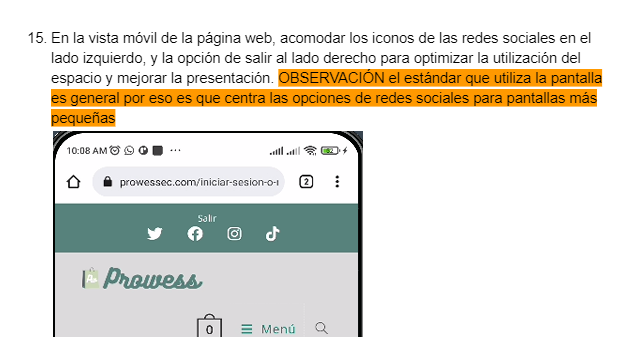 15. En la vista móvil de la página web, acomodar los iconos de las redes sociales en el
lado izquierdo, y la opción de salir al lado derecho para optimizar la utilización del
espacio y mejorar la presentación. OBSERVACIÓN el estándar que utiliza la pantalla
es general por eso es que centra las opciones de redes sociales para pantallas más
pequeñas
10:08 AM
prowessec.com/iniciar-sesion-o-r
2
Salir
Prowess
0
Menú